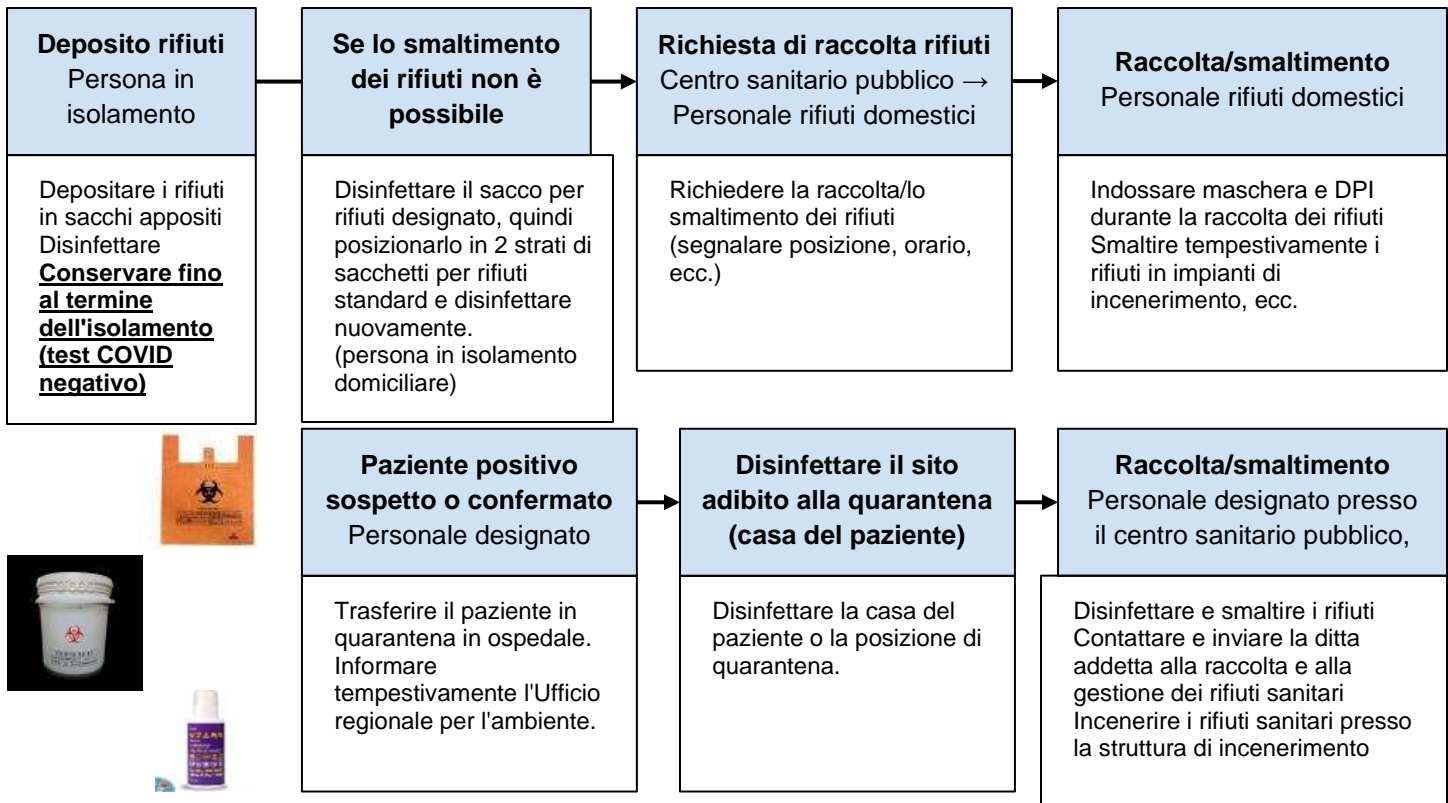 Deposito rifiuti
Persona in
isolamento
Se lo smaltimento
dei rifiuti non è
possibile
Richiesta di raccolta rifiuti
Centro sanitario pubblico →
Personale rifiuti domestici
Raccolta/smaltimento
Personale rifiuti domestici
Depositare i rifiuti
in sacchi appositi
Disinfettare
Conservare fino
al termine
dell'isolamento
(test COVID
negativo)
Disinfettare il sacco per
rifiuti designato, quindi
posizionarlo in 2 strati di
sacchetti per rifiuti
standard e disinfettare
nuovamente.
(persona in isolamento
domiciliare)
Richiedere la raccolta/lo
smaltimento dei rifiuti
(segnalare posizione, orario,
ecc.)
Indossare maschera e DPI
durante la raccolta dei rifiuti
Smaltire tempestivamente i
rifiuti in impianti di
incenerimento, ecc.
Paziente positivo
sospetto o confermato
Personale designato
Disinfettare il sito
adibito alla quarantena
(casa del paziente)
Raccolta/smaltimento
Personale designato presso
il centro sanitario pubblico,
Trasferire il paziente in
quarantena in ospedale.
Informare
tempestivamente l'Ufficio
regionale per l'ambiente.
Disinfettare la casa del
paziente o la posizione di
quarantena.
Disinfettare e smaltire i rifiuti
Contattare e inviare la ditta
addetta alla raccolta e alla
gestione dei rifiuti sanitari
Incenerire i rifiuti sanitari presso
la struttura di incenerimento